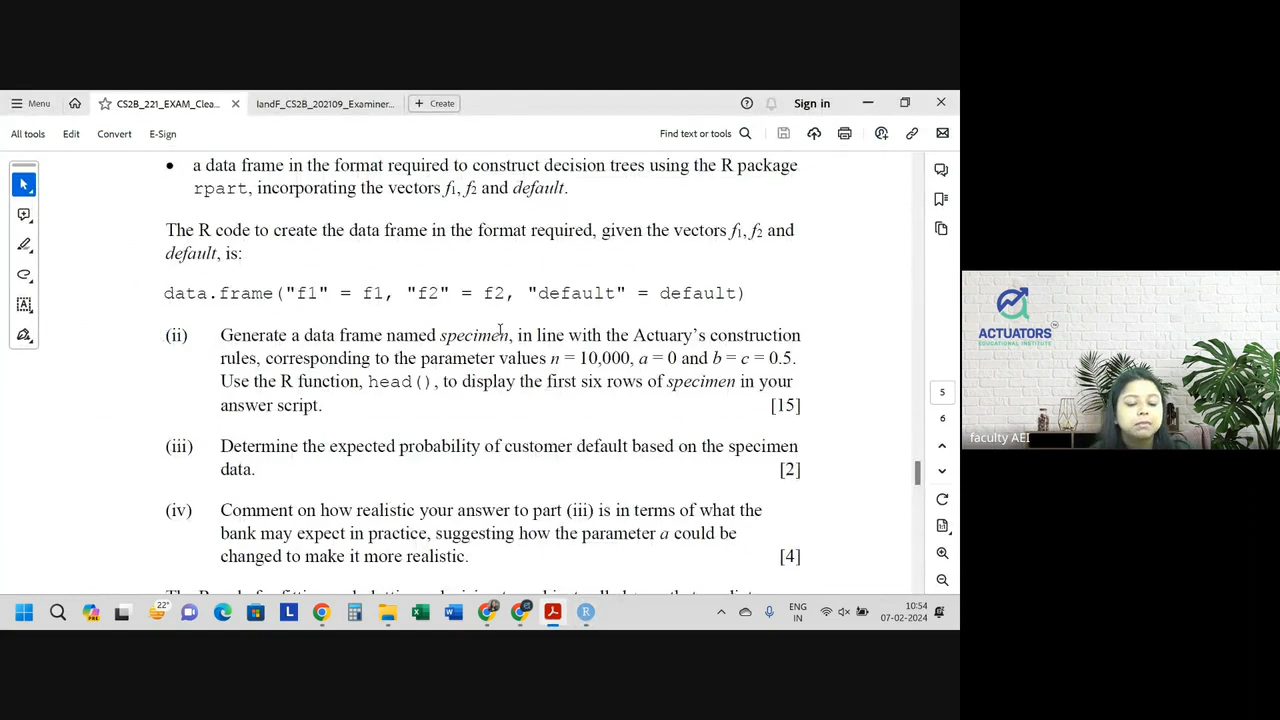 Menu
CS2B_221_EXAM_Clea...
IandF_CS2B_202109_Examiner...
Create
Sign in
All tools
Edit
Convert
E-Sign
Find text or tools
• a data frame in the format required to construct decision trees using the R package
rpart, incorporating the vectors f1, f2 and default.
The R code to create the data frame in the format required, given the vectors f1, f2 and
default, is:
data.frame("f1" = f1, "f2" = f2, "default" = default)
(ii) Generate a data frame named specimen, in line with the Actuary's construction
rules, corresponding to the parameter values n = 10,000, a = 0 and b = c = 0.5.
Use the R function, head(), to display the first six rows of specimen in your
answer script. [15]
(iii) Determine the expected probability of customer default based on the specimen
data. [2]
(iv) Comment on how realistic your answer to part (iii) is in terms of what the
bank may expect in practice, suggesting how the parameter a could be
changed to make it more realistic. [4]
5
6
ACTUATORS
EDUCATIONAL INSTITUTE
faculty AEI
22°
ENG
IN
10:54
07-02-2024